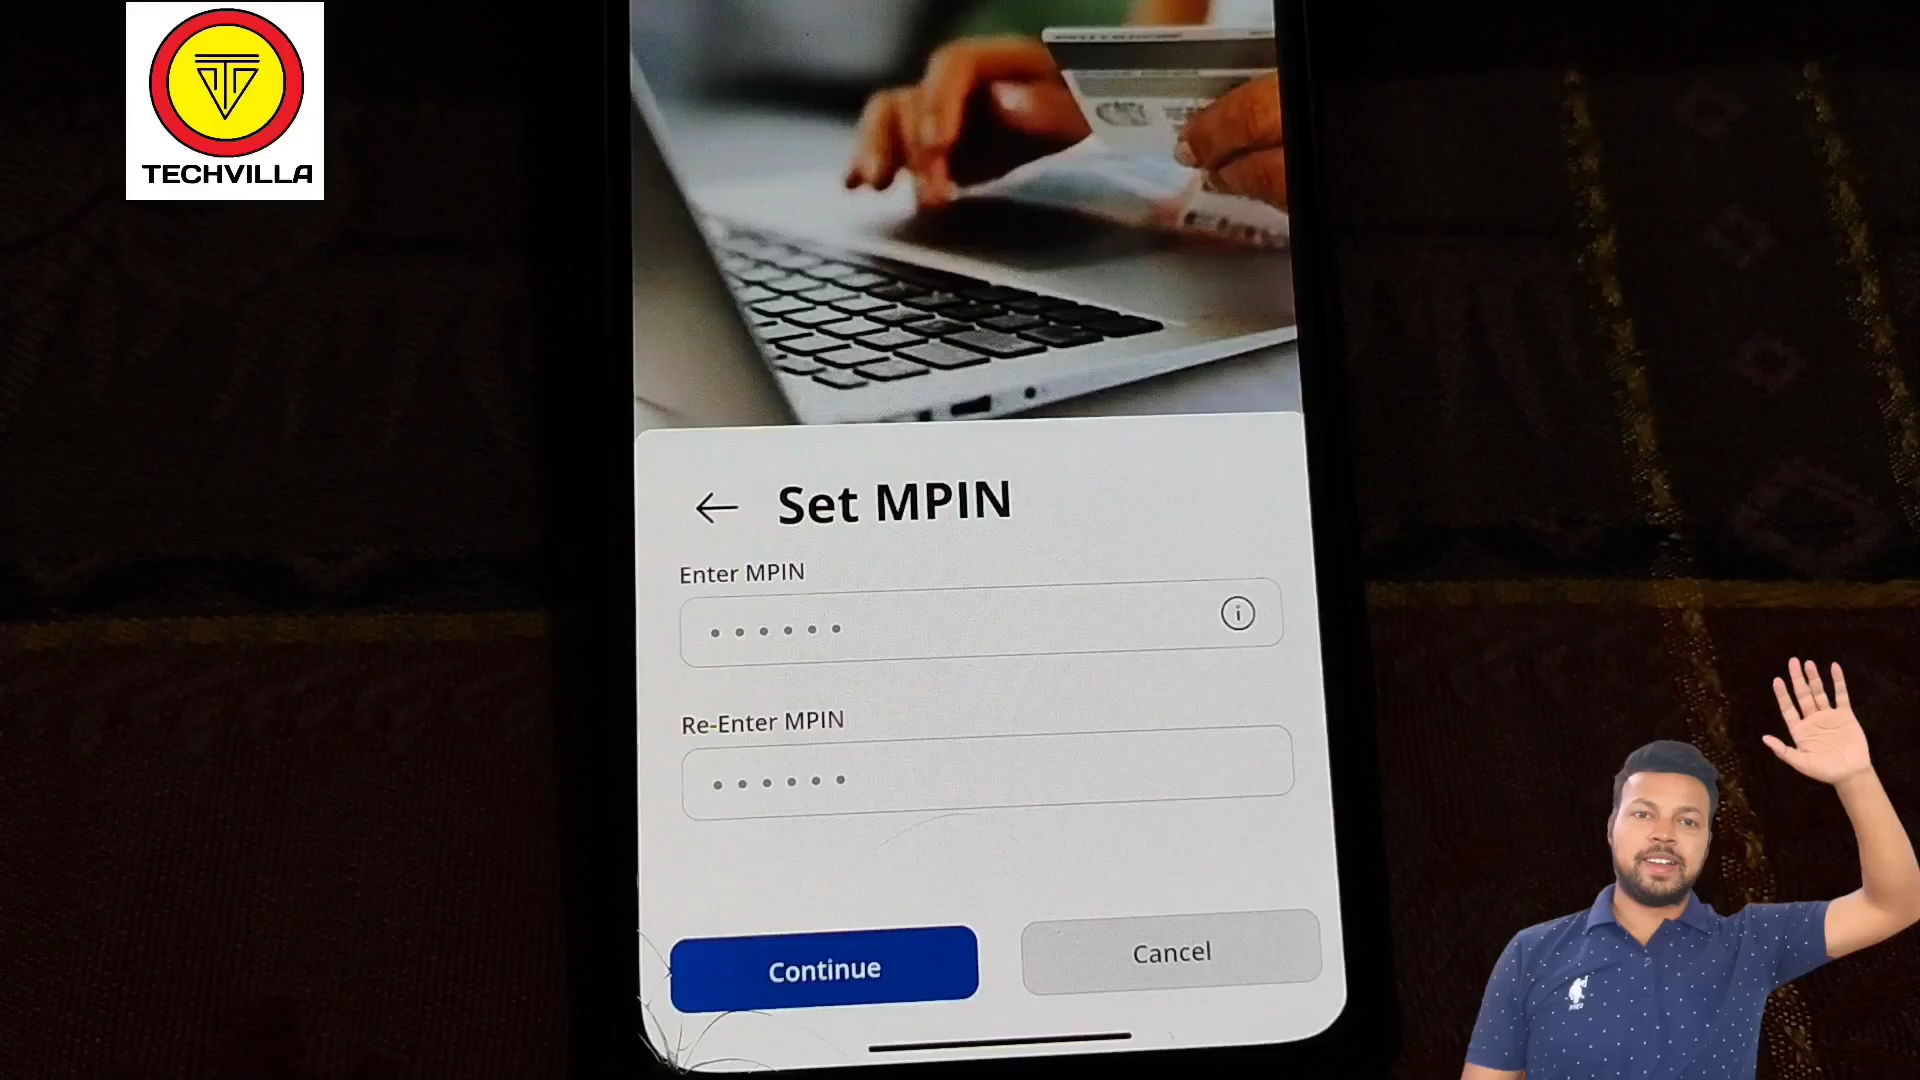 TECHVILLA
Set MPIN
Enter MPIN
Re-Enter MPIN
Continue
Cancel